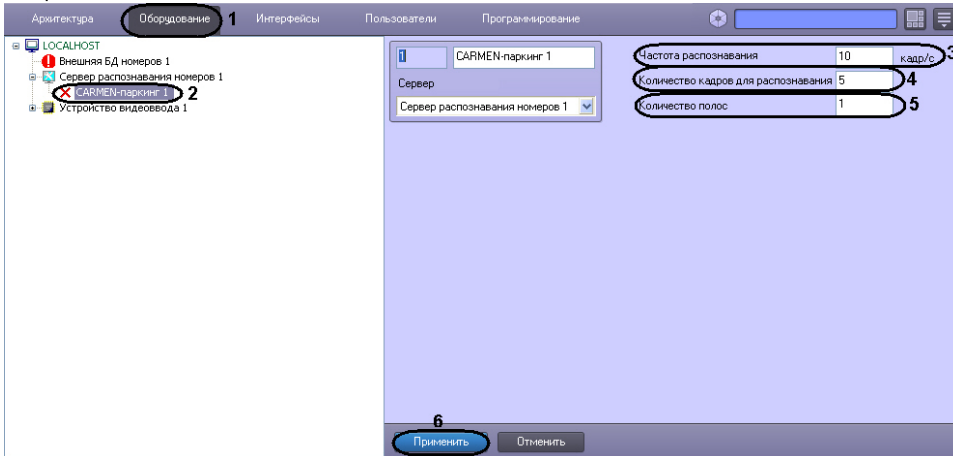 Архитектура Оборудование 1 Интерфейсы Пользователи Программирование
LOCALHOST
Внешняя БД номеров 1
Сервер распознавания номеров 1
CARMEN-паркинг 1 2
Устройство видеоввода 1
1 CARMEN-паркинг 1
Сервер
Сервер распознавания номеров 1
Частота распознавания 10 кадр/с 3
Количество кадров для распознавания 5 4
Количество полос 1 5
6
Применить Отменить